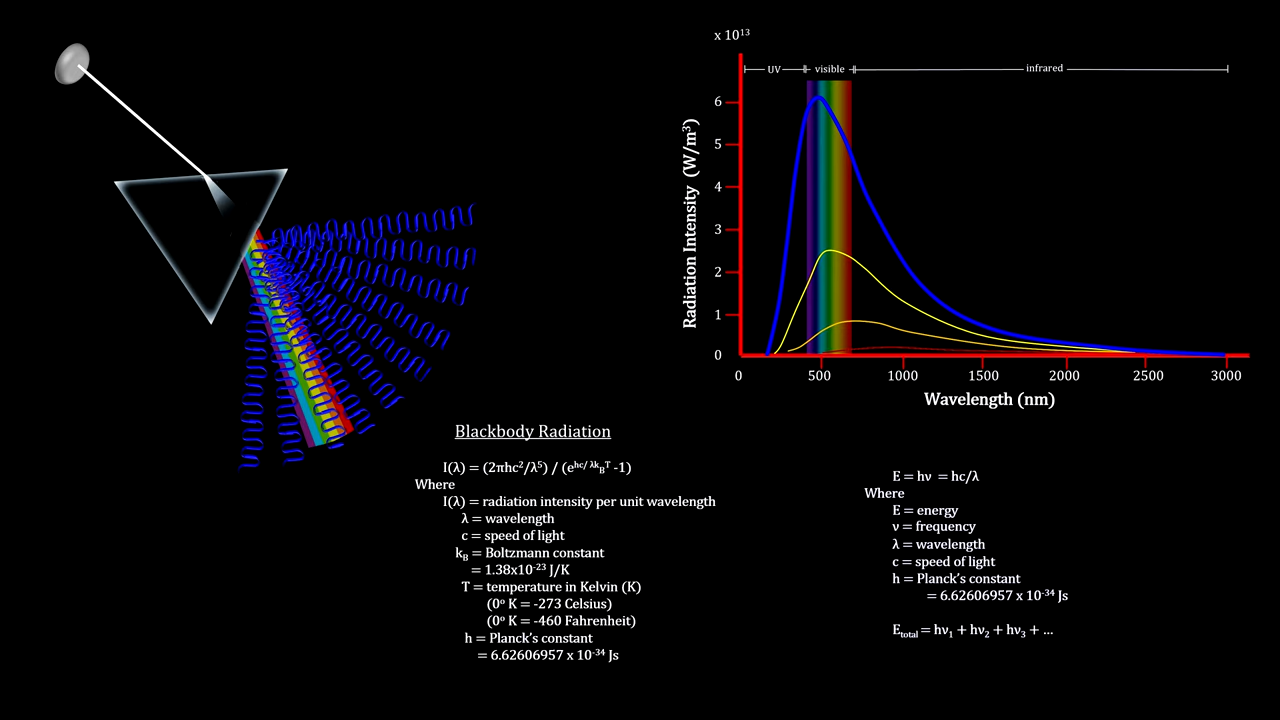 x 10¹³
UV visible infrared
6
5
4
3
2
1
0
Radiation Intensity (W/m³)
0 500 1000 1500 2000 2500 3000
Wavelength (nm)
Blackbody Radiation
I(λ) = (2πhc²/λ⁵) / (e^hc/ λk_BT -1)
Where
I(λ) = radiation intensity per unit wavelength
λ = wavelength
c = speed of light
k_B = Boltzmann constant
= 1.38x10⁻²³ J/K
T = temperature in Kelvin (K)
(0º K = -273 Celsius)
(0º K = -460 Fahrenheit)
h = Planck’s constant
= 6.62606957 x 10⁻³⁴ Js
E = hν = hc/λ
Where
E = energy
ν = frequency
λ = wavelength
c = speed of light
h = Planck’s constant
= 6.62606957 x 10⁻³⁴ Js
E_total = hν₁ + hν₂ + hν₃ + ...